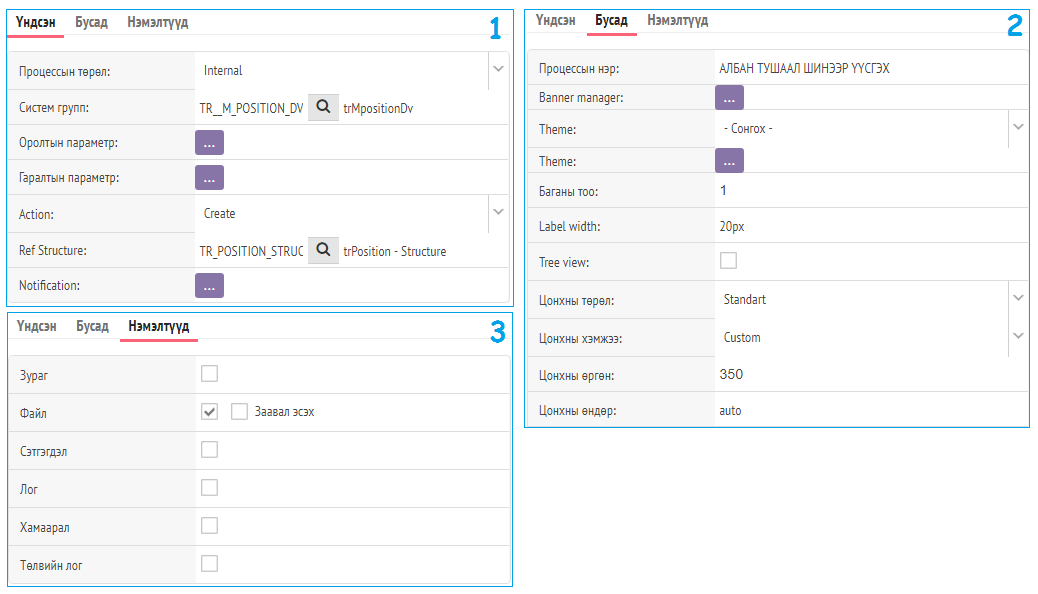 Үндсэн Бусад Нэмэлтүүд 1
Процессын төрөл: Internal
Систем групп: TR__M_POSITION_DV trMpositionDv
Оролтын параметр: ...
Гаралтын параметр: ...
Action: Create
Ref Structure: TR_POSITION_STRUC trPosition - Structure
Notification: ...
Үндсэн Бусад Нэмэлтүүд 2
Процессын нэр: АЛБАН ТУШААЛ ШИНЭЭР ҮҮСГЭХ
Banner manager: ...
Theme: - Сонгох -
Theme: ...
Баганы тоо: 1
Label width: 20px
Tree view:
Цонхны төрөл: Standart
Цонхны хэмжээ: Custom
Цонхны өргөн: 350
Цонхны өндөр: auto
Үндсэн Бусад Нэмэлтүүд 3
Зураг
Файл Заавал эсэх
Сэтгэгдэл
Лог
Хамаарал
Төлвийн лог